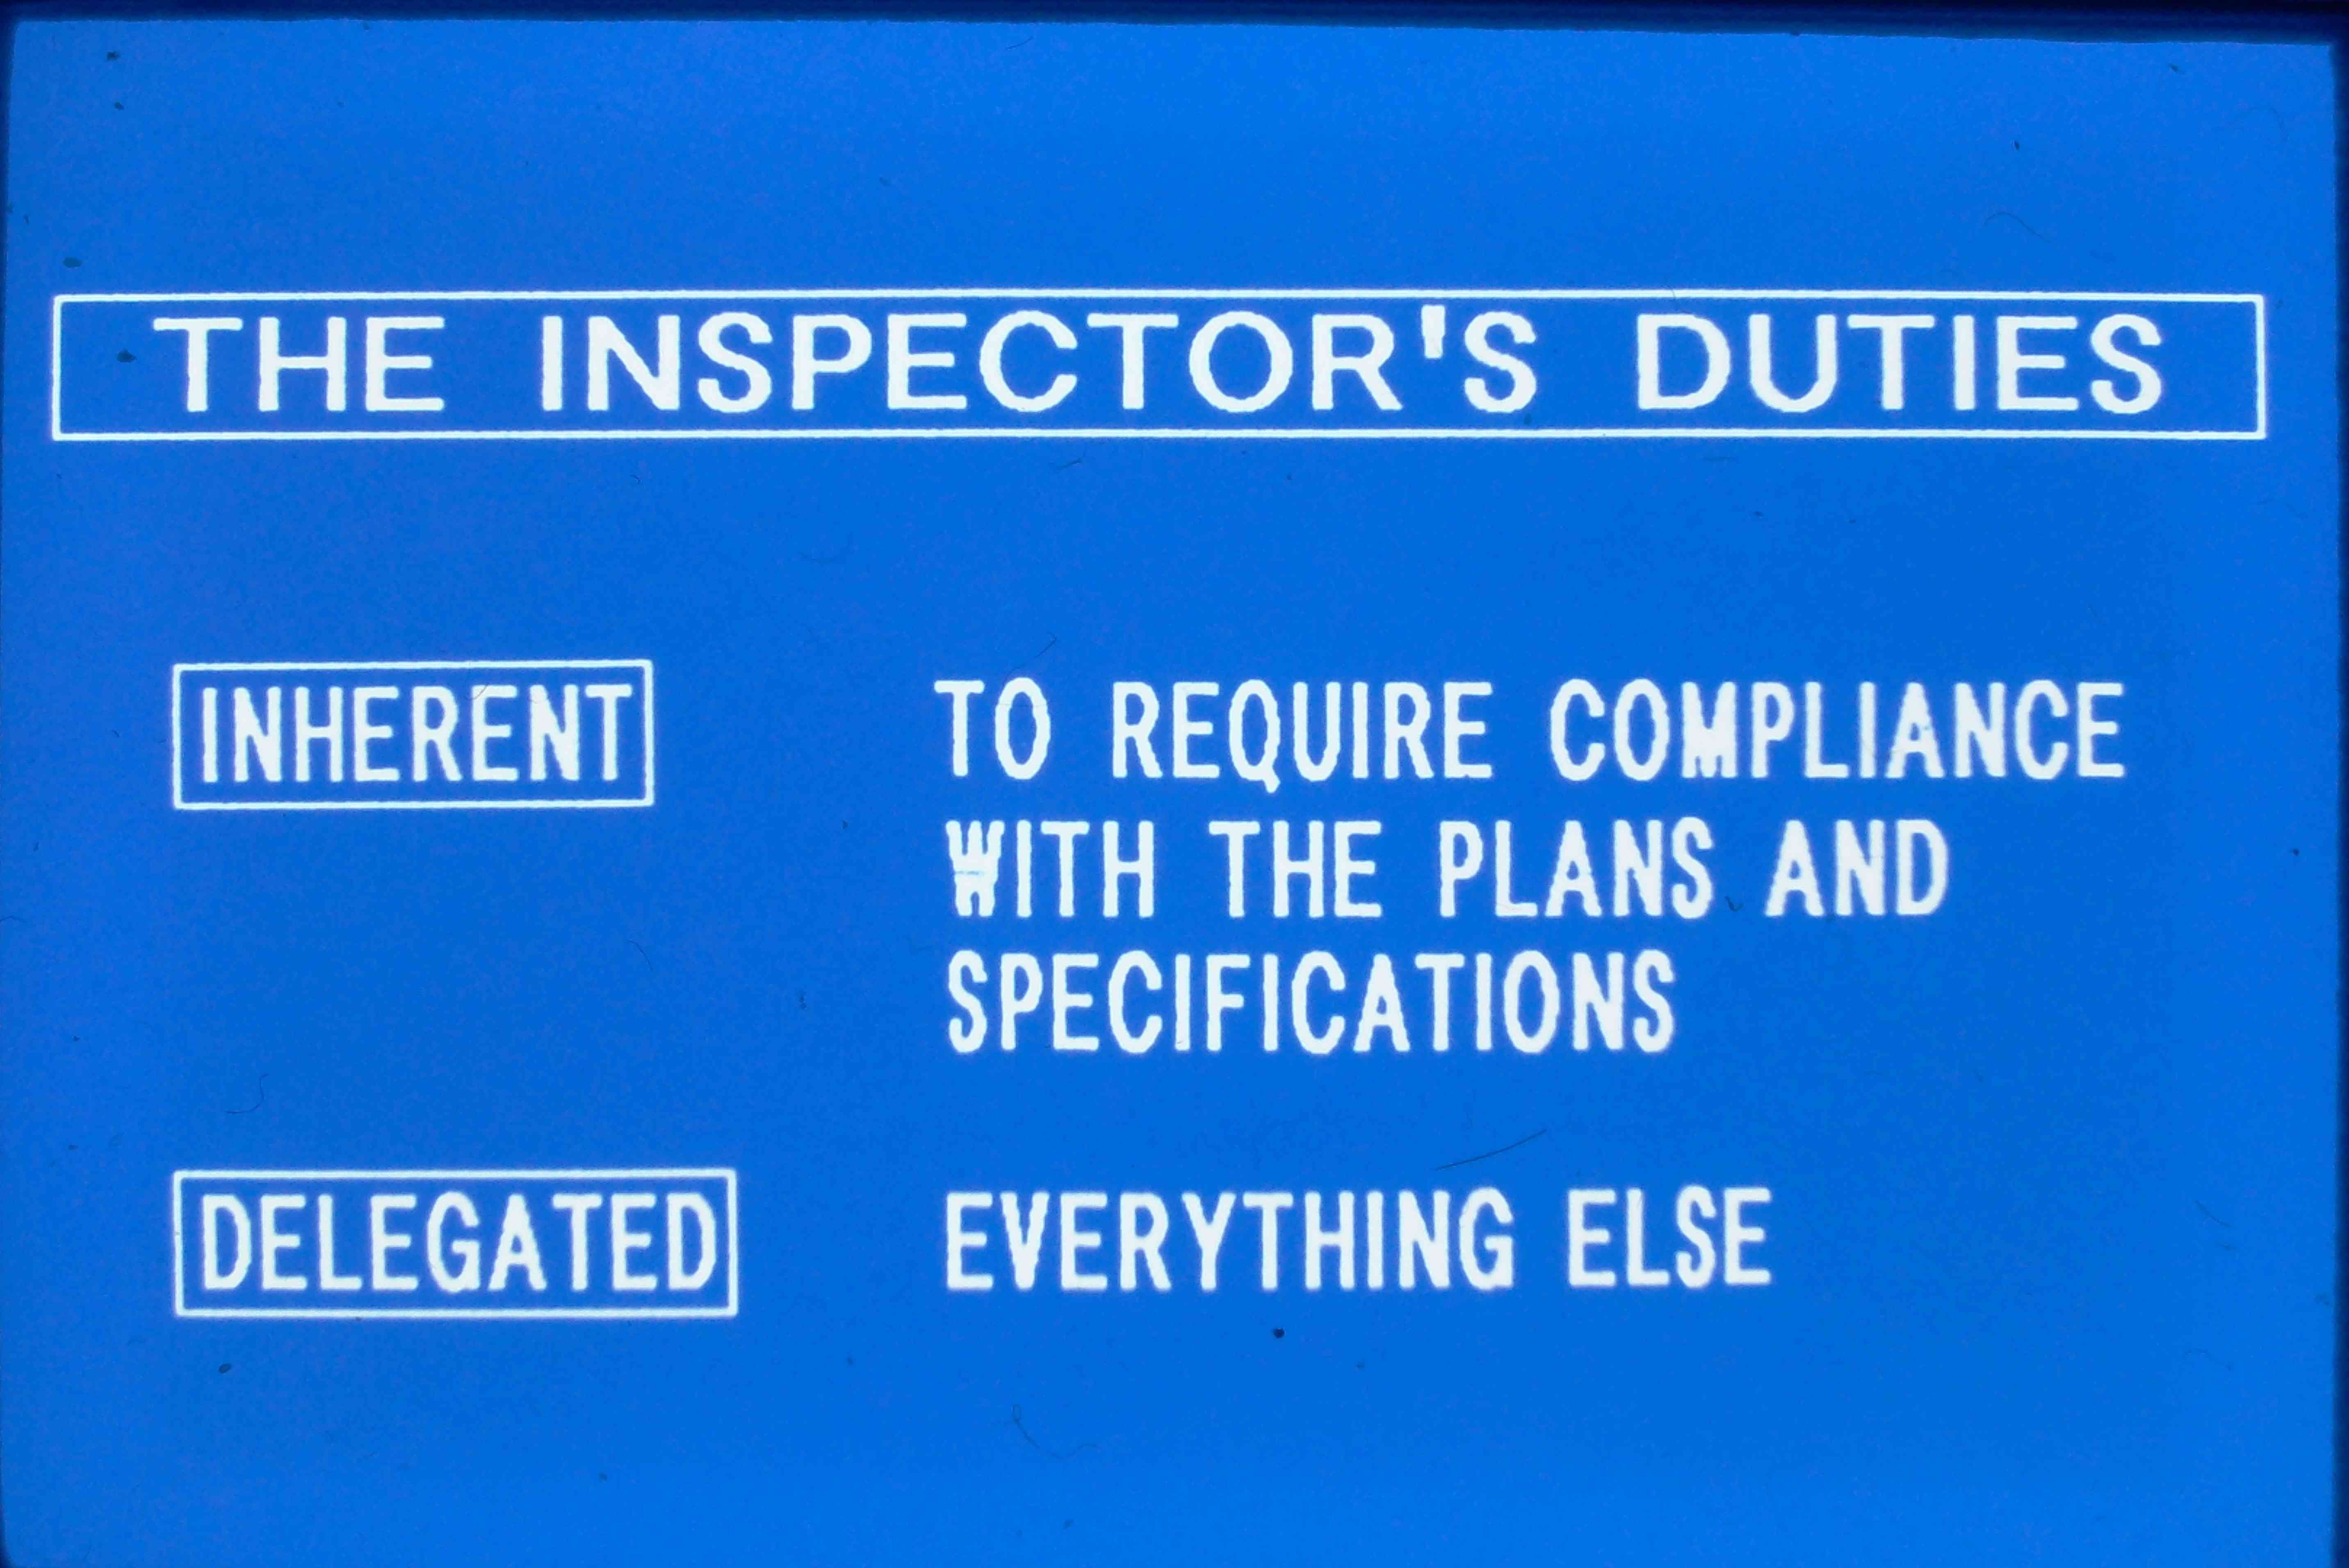 THE INSPECTOR'S DUTIES
INHERENT
TO REQUIRE COMPLIANCE
WITH THE PLANS AND
SPECIFICATIONS
DELEGATED
EVERYTHING ELSE